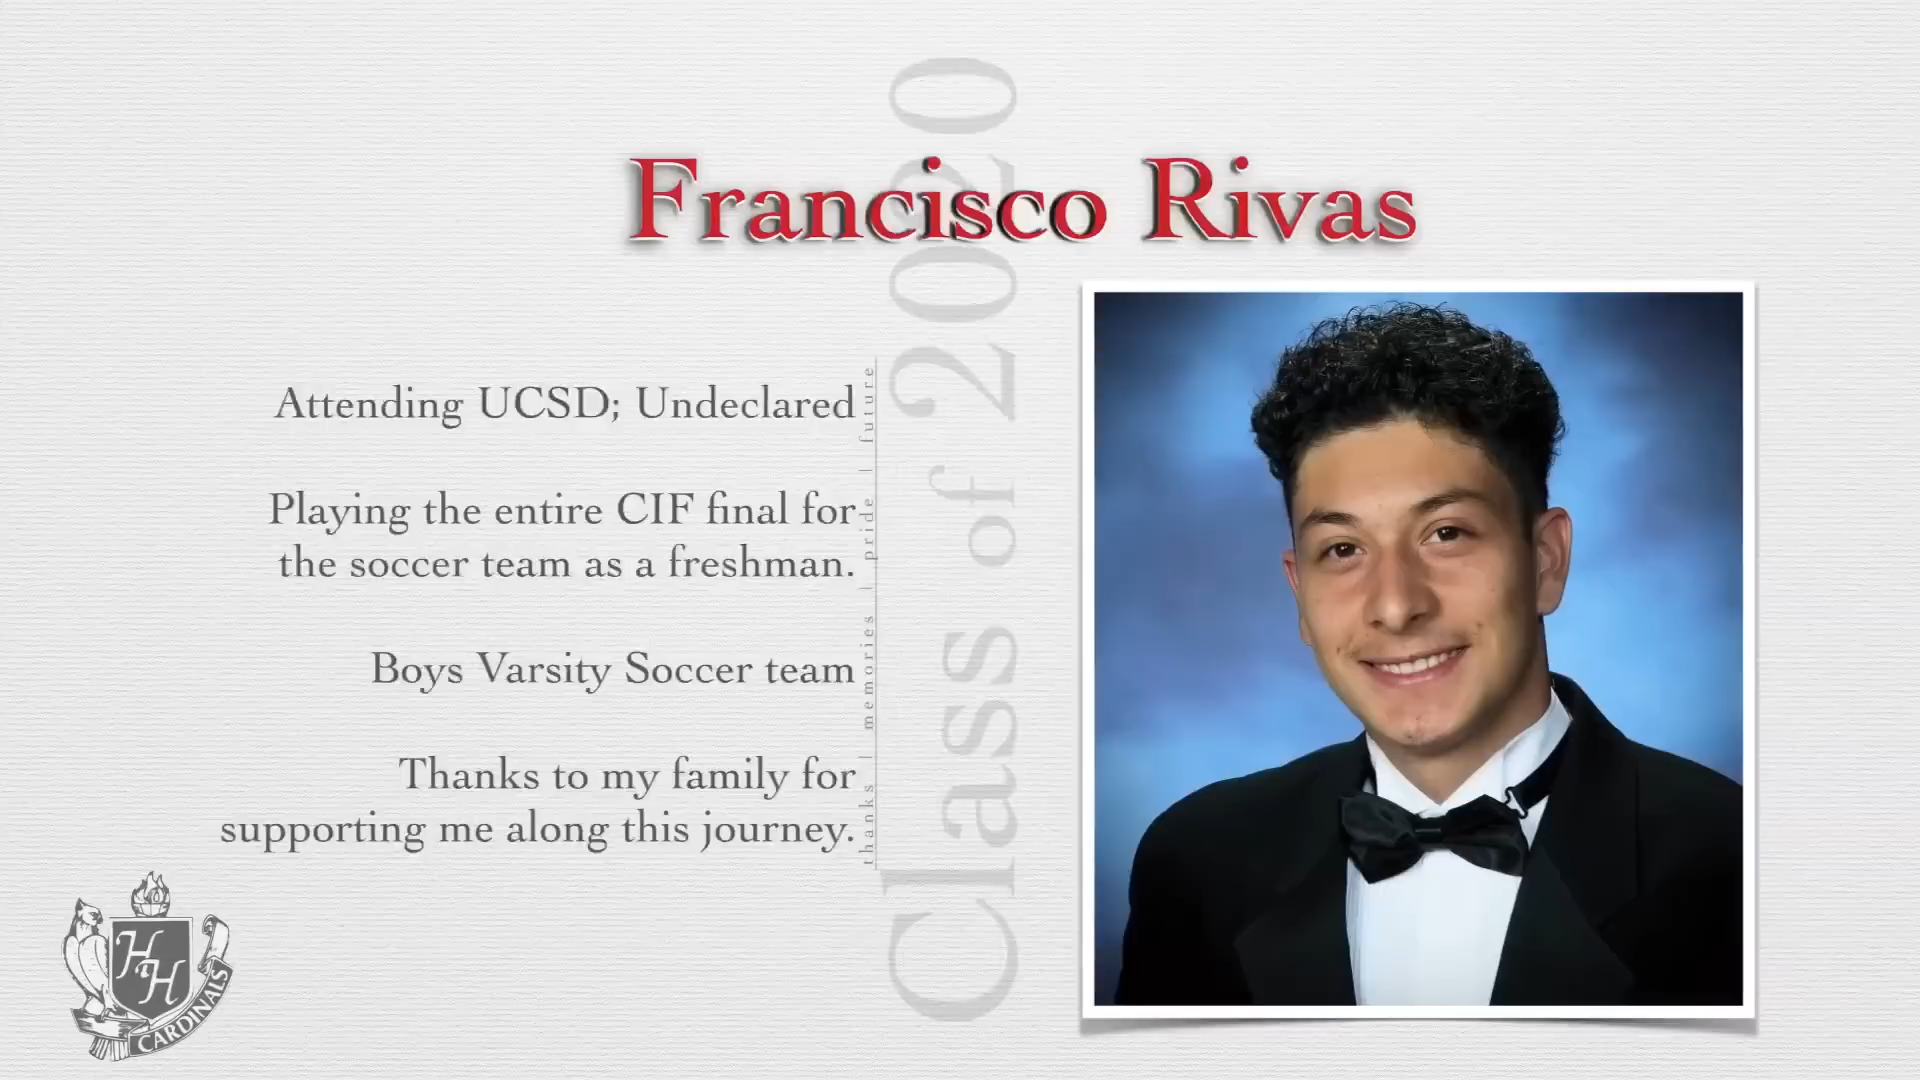 Francisco Rivas
Attending UCSD; Undeclared
Playing the entire CIF final for
the soccer team as a freshman.
Boys Varsity Soccer team
Thanks to my family for
supporting me along this journey.
thanks | memories | pride | future
Class of 2020
H
H
CARDINALS